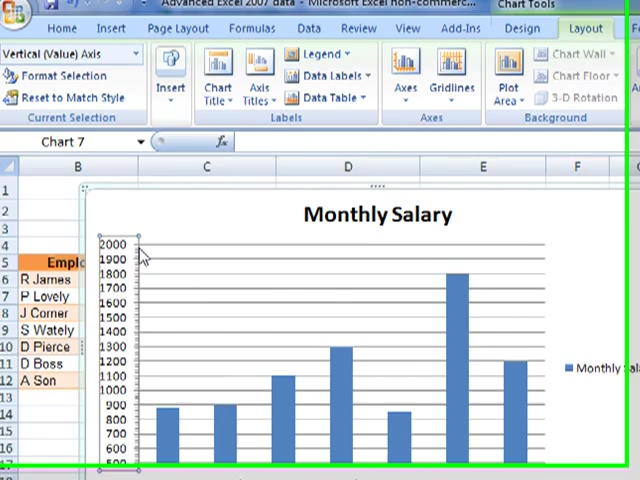 Advanced Excel 2007 data - Microsoft Excel non-commerc... Chart Tools
Home Insert Page Layout Formulas Data Review View Add-Ins Design Layout
Vertical (Value) Axis
Format Selection
Reset to Match Style
Current Selection
Insert
Chart Title
Axis Titles
Legend
Data Labels
Data Table
Labels
Axes
Gridlines
Axes
Plot Area
Chart Wall
Chart Floor
3-D Rotation
Background
Chart 7 fx
B C D E F
1
2
3
4
5 Emplo
6 R James
7 P Lovely
8 J Corner
9 S Wately
10 D Pierce
11 D Boss
12 A Son
13
14
15
16
17
Monthly Salary
2000
1900
1800
1700
1600
1500
1400
1300
1200
1100
1000
900
800
700
600
500
Monthly Sala